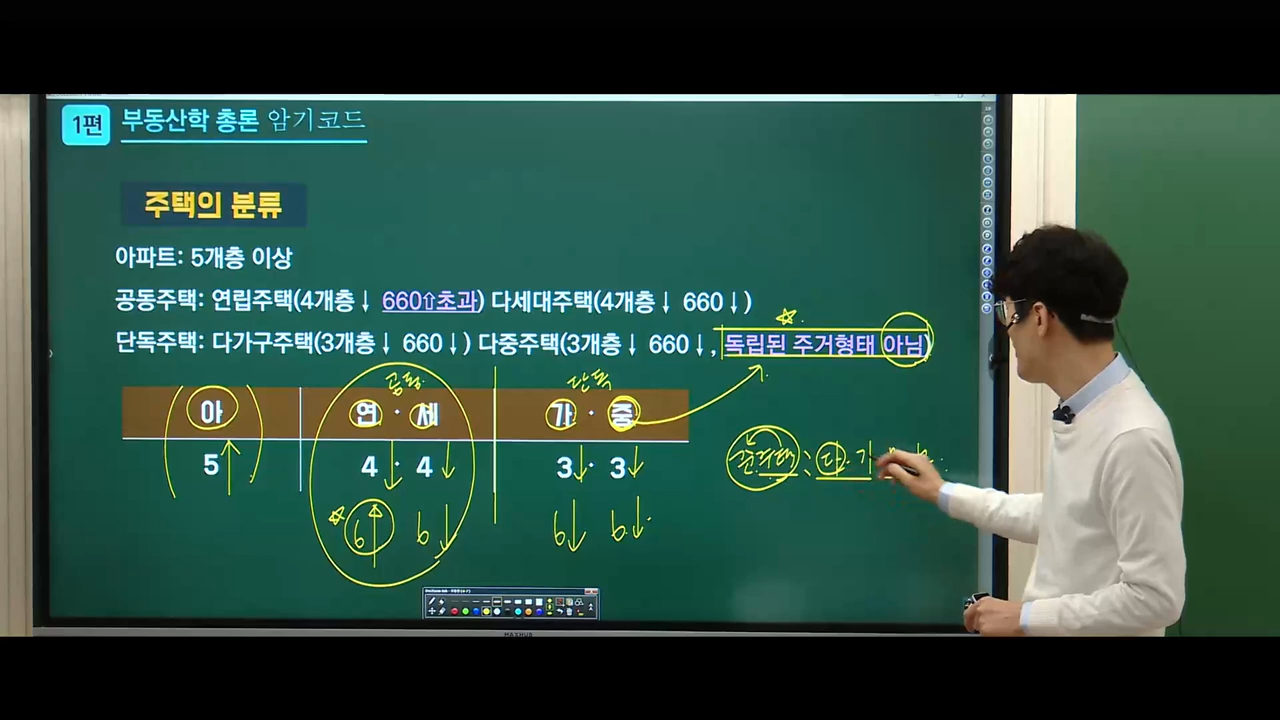 1편 부동산학 총론 암기코드
주택의 분류
아파트: 5개층 이상
공동주택: 연립주택(4개층↓ 660⇧초과) 다세대주택(4개층↓ 660↓)
단독주택: 다가구주택(3개층↓ 660↓) 다중주택(3개층↓ 660↓, 독립된 주거형태 아님)
공동 단독
아 연·세 가·중
5↑ 4↓·4↓ 3↓·3↓
6↑ 6↓ 6↓ 6↓
준주택:
MAXHUB